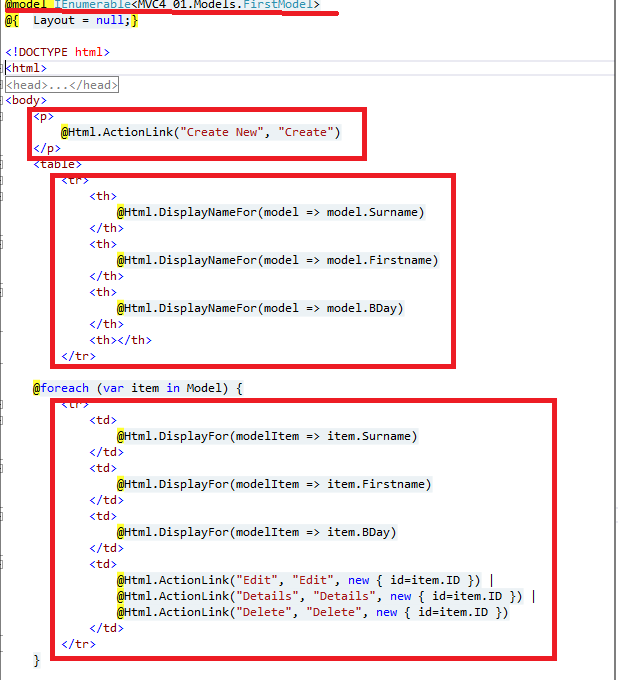 @model IEnumerable<MVC4_01.Models.FirstModel>
@{  Layout = null;}
<!DOCTYPE html>
<html>
<head>...</head>
<body>
<p>
@Html.ActionLink("Create New", "Create")
</p>
<table>
<tr>
<th>
@Html.DisplayNameFor(model => model.Surname)
</th>
<th>
@Html.DisplayNameFor(model => model.Firstname)
</th>
<th>
@Html.DisplayNameFor(model => model.BDay)
</th>
<th></th>
</tr>
@foreach (var item in Model) {
<tr>
<td>
@Html.DisplayFor(modelItem => item.Surname)
</td>
<td>
@Html.DisplayFor(modelItem => item.Firstname)
</td>
<td>
@Html.DisplayFor(modelItem => item.BDay)
</td>
<td>
@Html.ActionLink("Edit", "Edit", new { id=item.ID }) |
@Html.ActionLink("Details", "Details", new { id=item.ID }) |
@Html.ActionLink("Delete", "Delete", new { id=item.ID })
</td>
</tr>
}